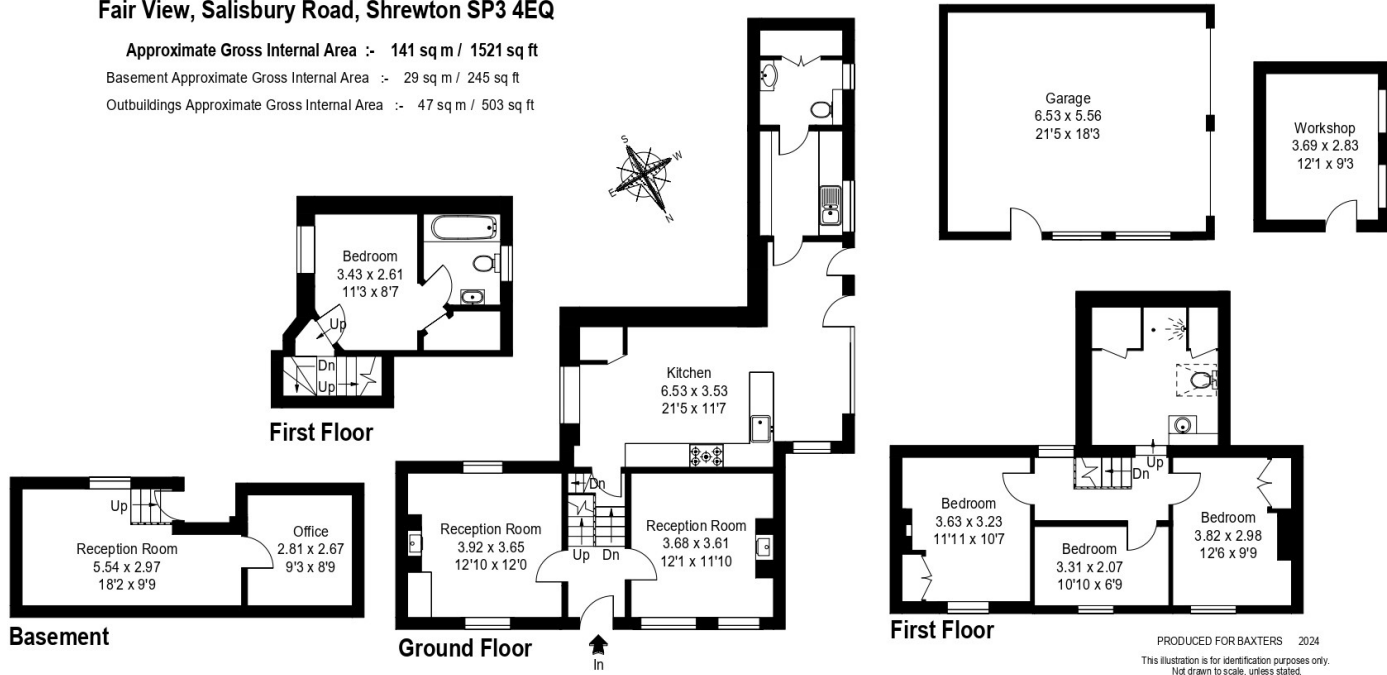 Fair View, Salisbury Road, Shrewton SP3 4EQ
Approximate Gross Internal Area :- 141 sq m / 1521 sq ft
Basement Approximate Gross Internal Area :- 29 sq m / 245 sq ft
Outbuildings Approximate Gross Internal Area :- 47 sq m / 503 sq ft
S
W
E
N
Garage
6.53 x 5.56
21'5 x 18'3
Workshop
3.69 x 2.83
12'1 x 9'3
Bedroom
3.43 x 2.61
11'3 x 8'7
Up
Dn
Up
First Floor
Kitchen
6.53 x 3.53
21'5 x 11'7
Dn
Up
Reception Room
5.54 x 2.97
18'2 x 9'9
Office
2.81 x 2.67
9'3 x 8'9
Basement
Reception Room
3.92 x 3.65
12'10 x 12'0
Up
Dn
Reception Room
3.68 x 3.61
12'1 x 11'10
Ground Floor
In
Up
Dn
Bedroom
3.63 x 3.23
11'11 x 10'7
Bedroom
3.31 x 2.07
10'10 x 6'9
Bedroom
3.82 x 2.98
12'6 x 9'9
First Floor
PRODUCED FOR BAXTERS 2024
This illustration is for identification purposes only.
Not drawn to scale, unless stated.